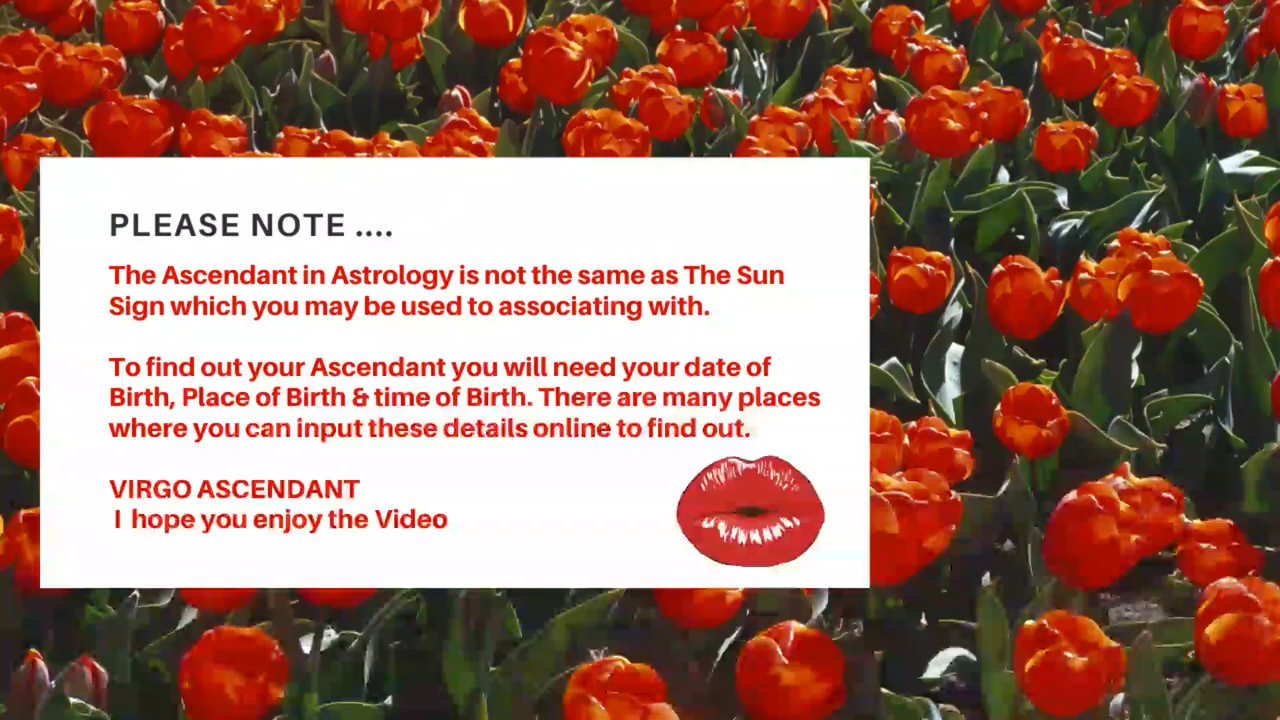 PLEASE NOTE ....
The Ascendant in Astrology is not the same as The Sun
Sign which you may be used to associating with.
To find out your Ascendant you will need your date of
Birth, Place of Birth & time of Birth. There are many places
where you can input these details online to find out.
VIRGO ASCENDANT
I hope you enjoy the Video